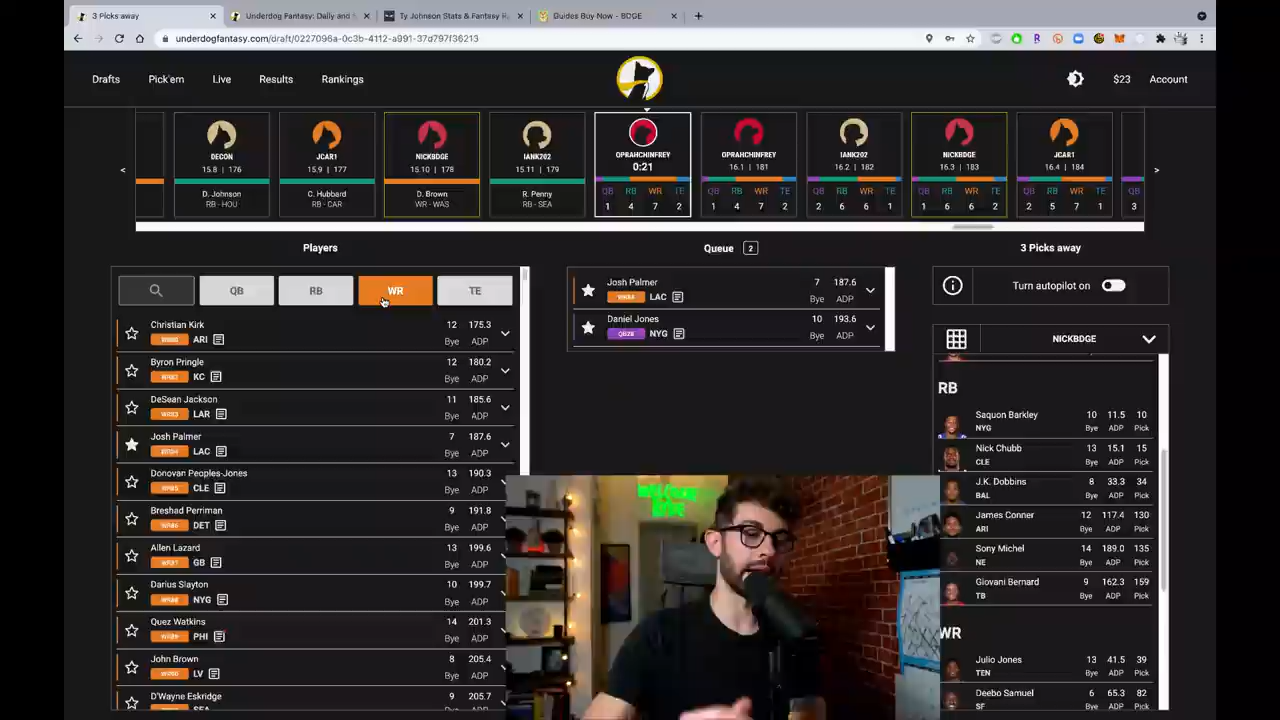 3 Picks away
Underdog Fantasy: Daily and
Ty Johnson Stats & Fantasy R
Guides Buy Now - BDGE
underdogfantasy.com/draft/0227096a-0c3b-4112-a891-37d797f36213
Drafts
Pick'em
Live
Results
Rankings
$23
Account
DECON
15.8 | 176
D. Johnson
RB - HOU
JCAR1
15.9 | 177
C. Hubbard
RB - CAR
NICKBDGE
15.10 | 178
D. Brown
WR - WAS
IANK202
15.11 | 179
R. Penny
RB - SEA
OPRAHCHINFREY
0:21
QB RB WR TE
1 4 7 2
OPRAHCHINFREY
16.1 | 181
QB RB WR TE
1 4 7 2
IANK202
16.2 | 182
QB RB WR TE
2 6 6 1
NICKBDGE
16.3 | 183
QB RB WR TE
1 6 6 2
JCAR1
16.4 | 184
QB RB WR TE
2 5 7 1
QB
3
Players
QB
RB
WR
TE
Christian Kirk 12 175.3
ARI Bye ADP
Byron Pringle 12 180.2
KC Bye ADP
DeSean Jackson 11 185.6
LAR Bye ADP
Josh Palmer 7 187.6
LAC Bye ADP
Donovan Peoples-Jones 13 190.3
CLE Bye ADP
Breshad Perriman 9 191.8
DET Bye ADP
Allen Lazard 13 199.6
GB Bye ADP
Darius Slayton 10 199.7
NYG Bye ADP
Quez Watkins 14 201.3
PHI Bye ADP
John Brown 8 205.4
LV Bye ADP
D'Wayne Eskridge 9 205.7
SEA Bye ADP
Queue 2
Josh Palmer 7 187.6
LAC Bye ADP
Daniel Jones 10 193.6
NYG Bye ADP
3 Picks away
Turn autopilot on
NICKBDGE
RB
Saquon Barkley 10 11.5 10
NYG Bye ADP Pick
Nick Chubb 13 15.1 15
CLE Bye ADP Pick
J.K. Dobbins 8 33.3 34
BAL Bye ADP Pick
James Conner 12 117.4 130
ARI Bye ADP Pick
Sony Michel 14 189.0 135
NE Bye ADP Pick
Giovani Bernard 9 162.3 159
TB Bye ADP Pick
WR
Julio Jones 13 41.5 39
TEN Bye ADP Pick
Deebo Samuel 6 65.3 82
SF Bye ADP Pick